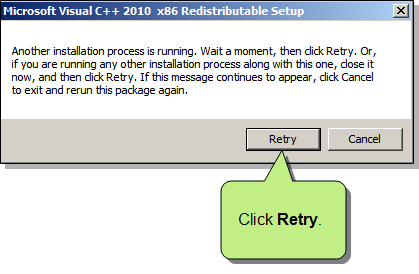 Microsoft Visual C++ 2010  x86 Redistributable Setup
Another installation process is running. Wait a moment, then click Retry. Or,
if you are running any other installation process along with this one, close it
now, and then click Retry. If this message continues to appear, click Cancel
to exit and rerun this package again.
Retry
Cancel
Click Retry.